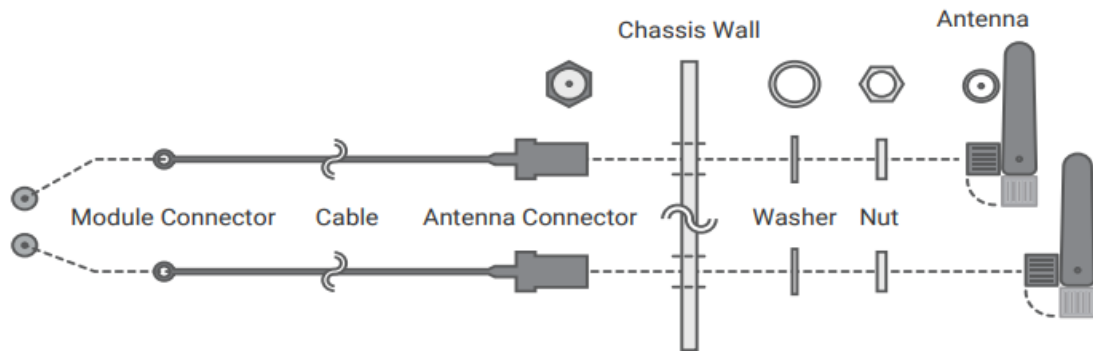 Antenna
Chassis Wall
Module Connector Cable Antenna Connector Washer Nut